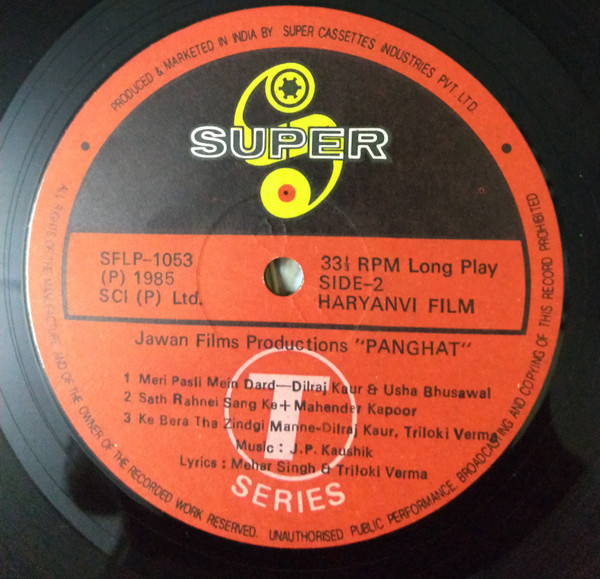 PRODUCED & MARKETED IN INDIA BY SUPER CASSETTES INDUSTRIES PVT. LTD.
SUPER
SFLP-1053
(P) 1985
SCI (P) Ltd.
33⅓ RPM Long Play
SIDE-2
HARYANVI FILM
Jawan Films Productions "PANGHAT"
1 Meri Pasli Mein Dard—Dilraj Kaur & Usha Bhusawal
2 Sath Rahnei Sang Ke+Mahender Kapoor
3 Ke Bera Tha Zindgi Manne-Dilraj Kaur, Triloki Verma
Music : J.P. Kaushik
Lyrics : Mehar Singh & Triloki Verma
T
SERIES
ALL RIGHTS OF THE MANUFACTURE AND OF THE OWNER OF THE RECORDED WORK RESERVED. UNAUTHORISED PUBLIC PERFORMANCE, BROADCASTING AND COPYING OF THIS RECORD PROHIBITED